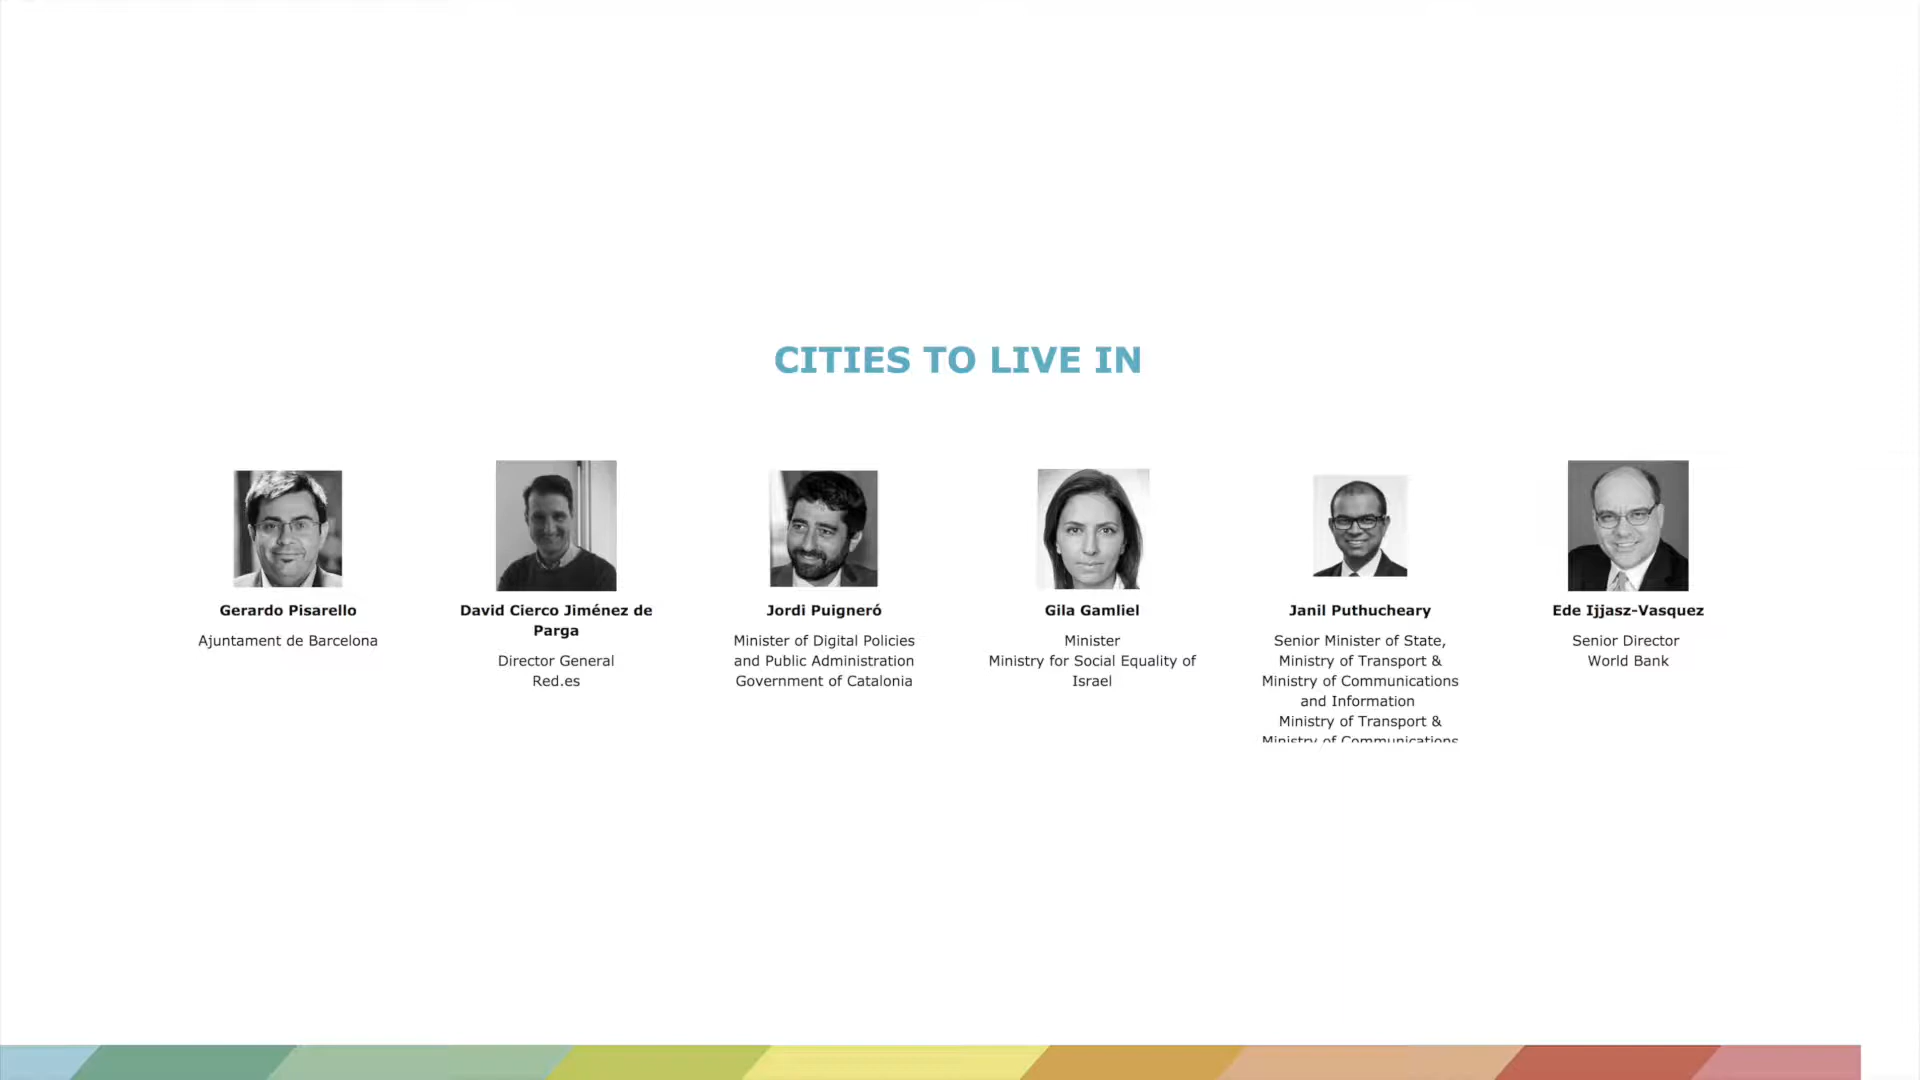 CITIES TO LIVE IN
Gerardo Pisarello
Ajuntament de Barcelona
David Cierco Jiménez de
Parga
Director General
Red.es
Jordi Puigneró
Minister of Digital Policies
and Public Administration
Government of Catalonia
Gila Gamliel
Minister
Ministry for Social Equality of
Israel
Janil Puthucheary
Senior Minister of State,
Ministry of Transport &
Ministry of Communications
and Information
Ministry of Transport &
Ministry of Communications
Ede Ijjasz-Vasquez
Senior Director
World Bank